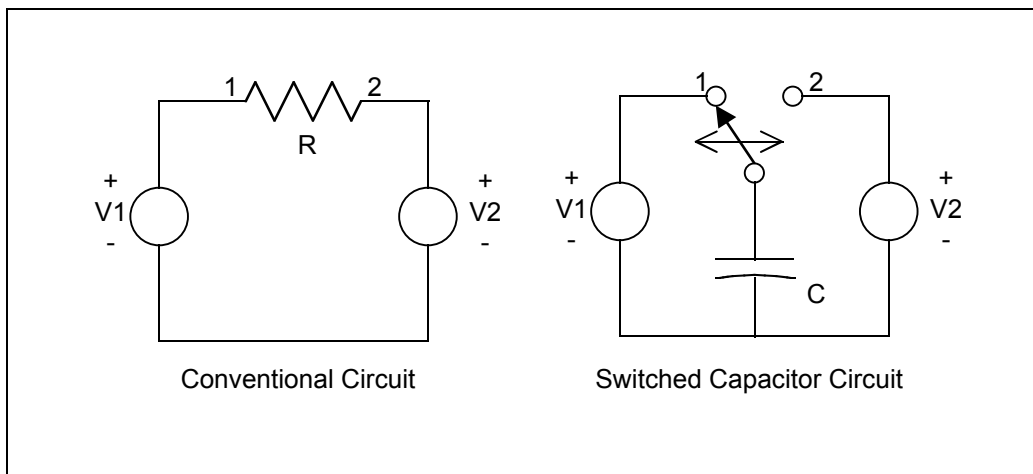 1 2
R
+
V1
-
+
V2
-
Conventional Circuit
1 2
+
V1
-
+
V2
-
C
Switched Capacitor Circuit